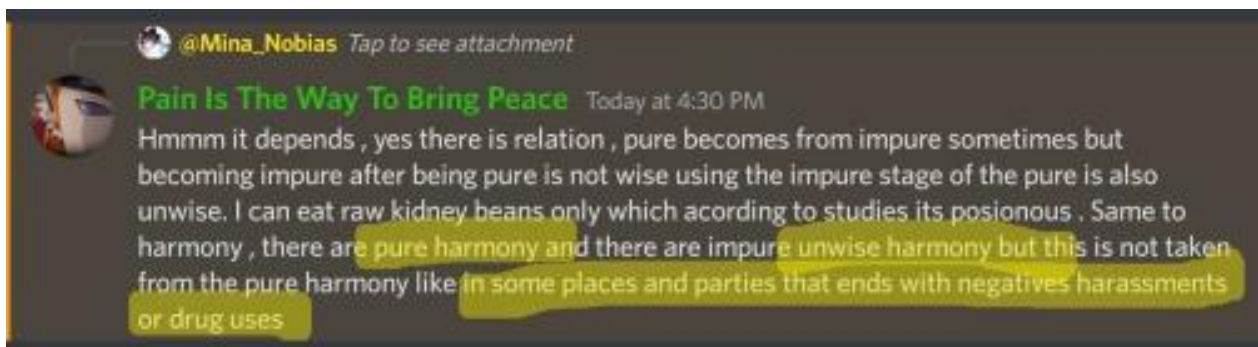 @Mina_Nobias Tap to see attachment
Pain Is The Way To Bring Peace Today at 4:30 PM
Hmmm it depends , yes there is relation , pure becomes from impure sometimes but
becoming impure after being pure is not wise using the impure stage of the pure is also
unwise. I can eat raw kidney beans only which acording to studies its posionous . Same to
harmony , there are pure harmony and there are impure unwise harmony but this is not taken
from the pure harmony like in some places and parties that ends with negatives harassments
or drug uses